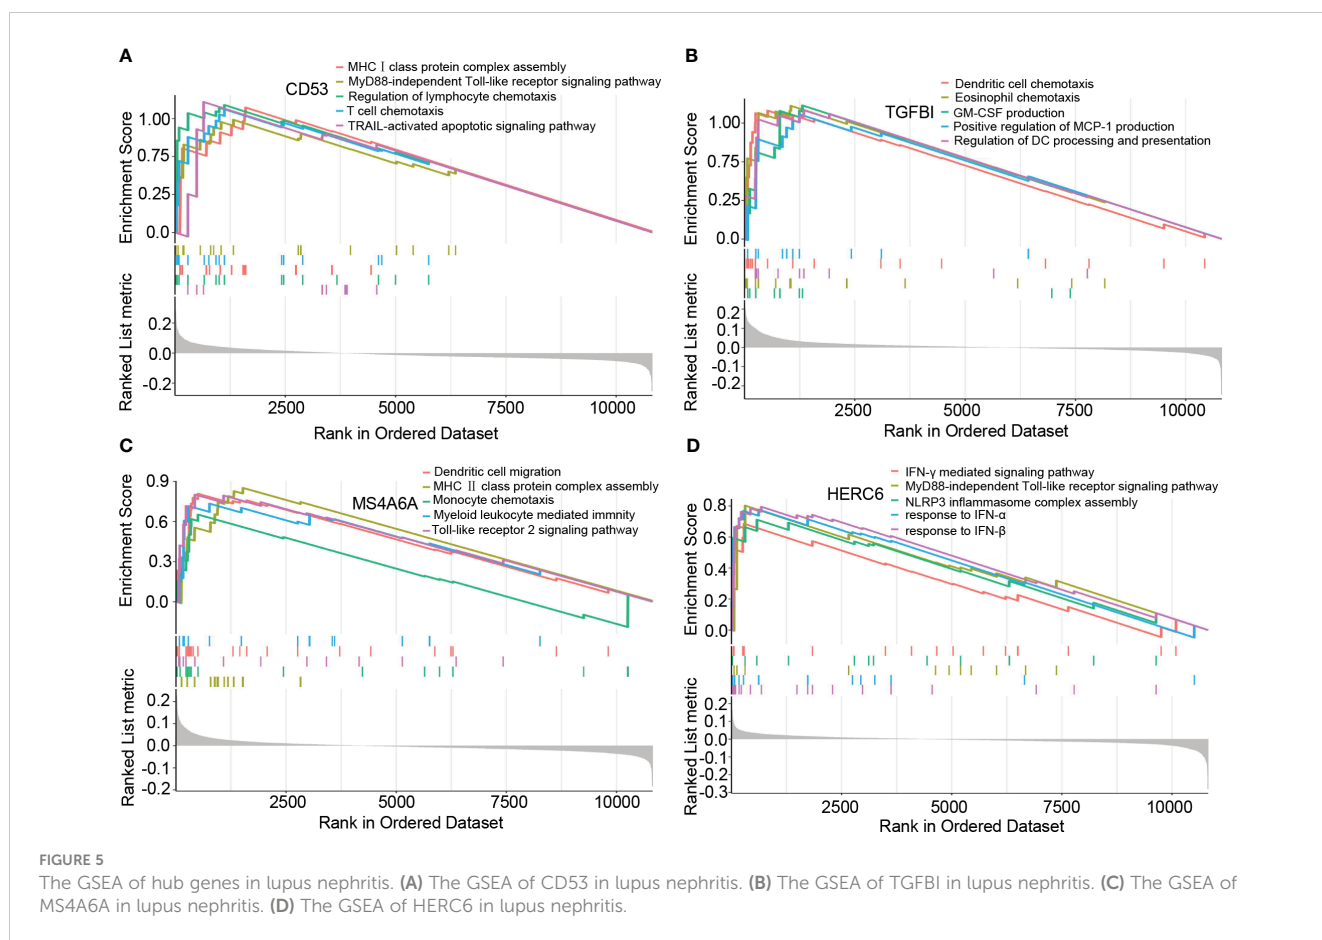 A
CD53
MHC Ⅰ class protein complex assembly
MyD88-independent Toll-like receptor signaling pathway
Regulation of lymphocyte chemotaxis
T cell chemotaxis
TRAIL-activated apoptotic signaling pathway
Enrichment Score
1.00
0.75
0.25
0.0
Ranked List metric
0.2
0.0
-0.2
2500
5000
7500
10000
Rank in Ordered Dataset
B
TGFBI
Dendritic cell chemotaxis
Eosinophil chemotaxis
GM-CSF production
Positive regulation of MCP-1 production
Regulation of DC processing and presentation
Enrichment Score
1.00
0.75
0.25
0.0
Ranked List metric
0.2
0.1
0.0
-0.1
-0.2
2500
5000
7500
10000
Rank in Ordered Dataset
C
MS4A6A
Dendritic cell migration
MHC Ⅱ class protein complex assembly
Monocyte chemotaxis
Myeloid leukocyte mediated immnity
Toll-like receptor 2 signaling pathway
Enrichment Score
0.9
0.6
0.3
0.0
Ranked List metric
0.2
0.1
0.0
-0.1
-0.2
2500
5000
7500
10000
Rank in Ordered Dataset
D
HERC6
IFN-γ mediated signaling pathway
MyD88-independent Toll-like receptor signaling pathway
NLRP3 inflammasome complex assembly
response to IFN-α
response to IFN-β
Enrichment Score
0.8
0.6
0.4
0.2
0.0
Ranked List metric
0.2
0.1
0.0
-0.1
-0.2
-0.3
2500
5000
7500
10000
Rank in Ordered Dataset
FIGURE 5
The GSEA of hub genes in lupus nephritis. (A) The GSEA of CD53 in lupus nephritis. (B) The GSEA of TGFBI in lupus nephritis. (C) The GSEA of
MS4A6A in lupus nephritis. (D) The GSEA of HERC6 in lupus nephritis.